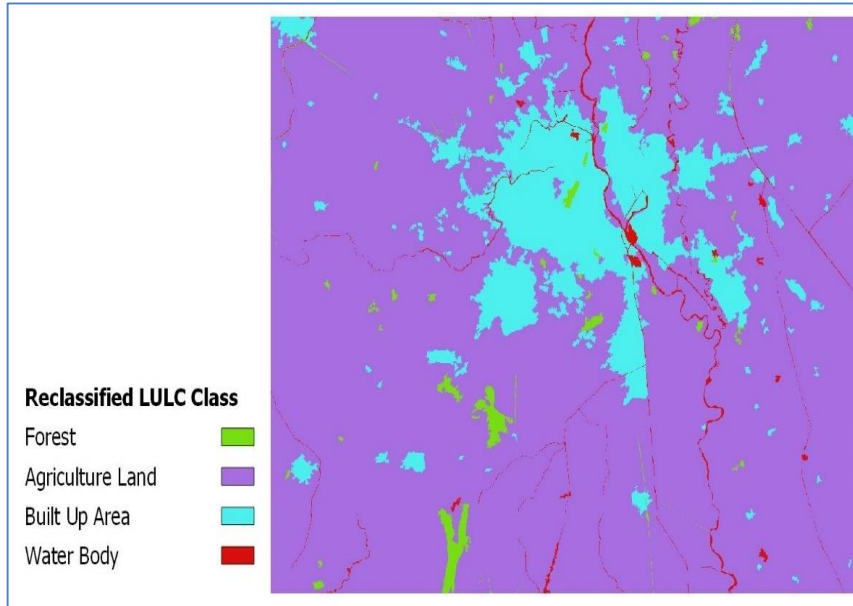 Reclassified LULC Class
Forest
Agriculture Land
Built Up Area
Water Body